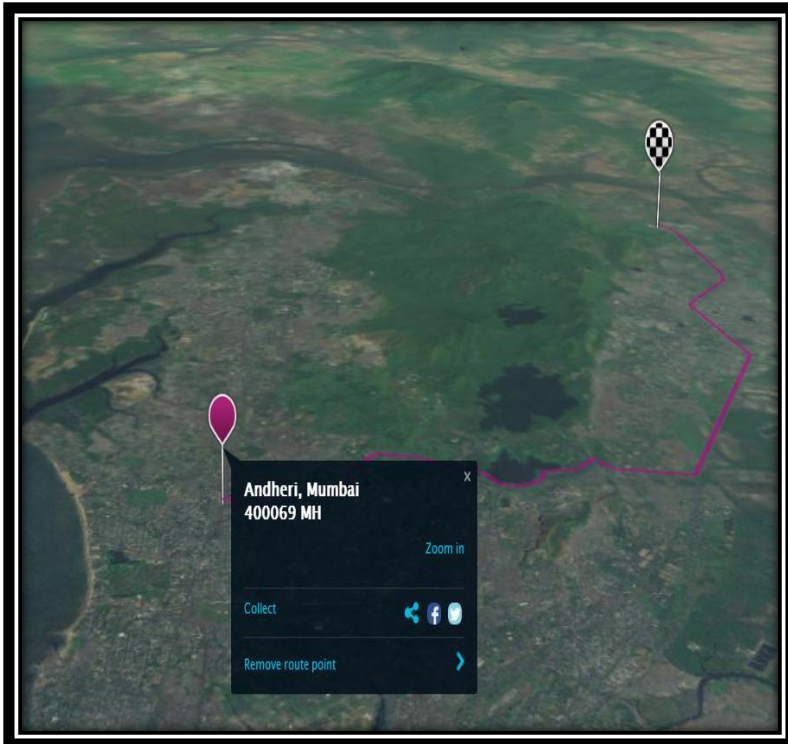 Andheri, Mumbai
400069 MH
x
Zoom in
Collect
Remove route point